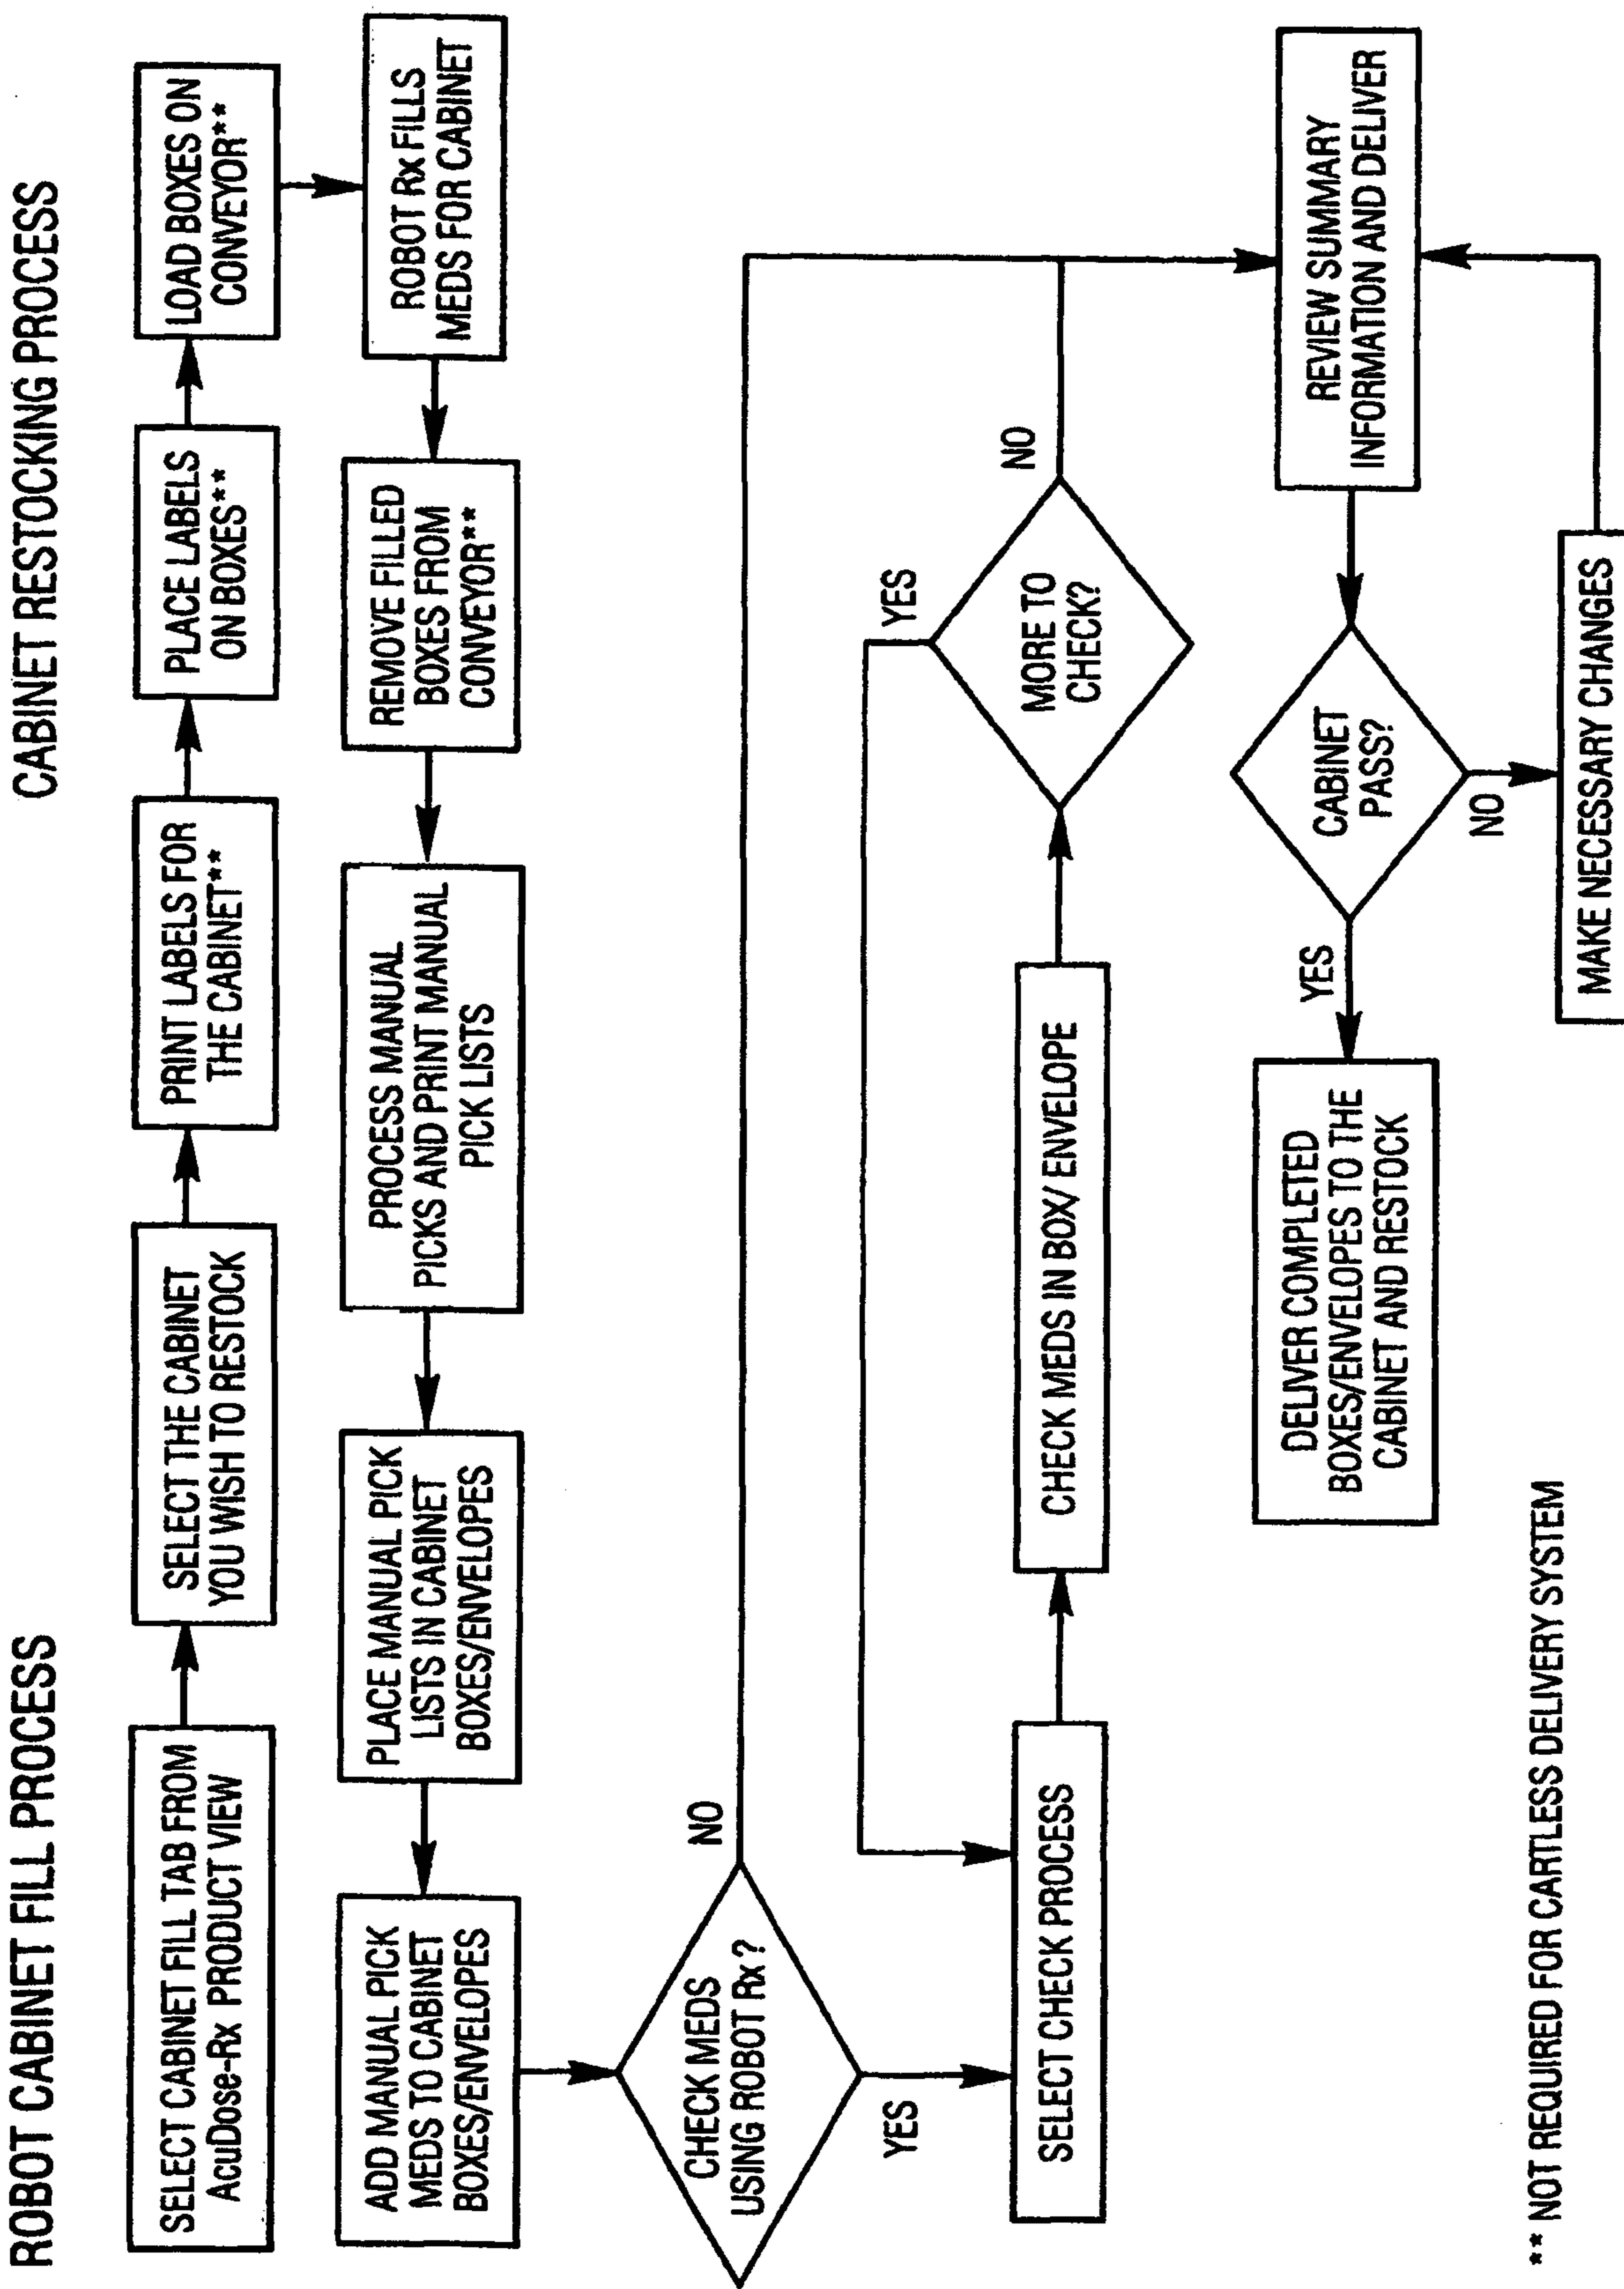 ROBOT CABINET FILL PROCESS
CABINET RESTOCKING PROCESS
SELECT CABINET FILL TAB FROM
AcuDose-Rx PRODUCT VIEW
SELECT THE CABINET
YOU WISH TO RESTOCK
PRINT LABELS FOR
THE CABINET**
PLACE LABELS
ON BOXES**
LOAD BOXES ON
CONVEYOR**
ROBOT Rx FILLS
MEDS FOR CABINET
REMOVE FILLED
BOXES FROM
CONVEYOR**
PROCESS MANUAL
PICKS AND PRINT MANUAL
PICK LISTS
PLACE MANUAL PICK
LISTS IN CABINET
BOXES/ENVELOPES
ADD MANUAL PICK
MEDS TO CABINET
BOXES/ENVELOPES
CHECK MEDS
USING ROBOT Rx ?
NO
YES
SELECT CHECK PROCESS
CHECK MEDS IN BOX/ ENVELOPE
MORE TO
CHECK?
YES
NO
REVIEW SUMMARY
INFORMATION AND DELIVER
CABINET
PASS?
YES
NO
DELIVER COMPLETED
BOXES/ENVELOPES TO THE
CABINET AND RESTOCK
MAKE NECESSARY CHANGES
** NOT REQUIRED FOR CARTLESS DELIVERY SYSTEM